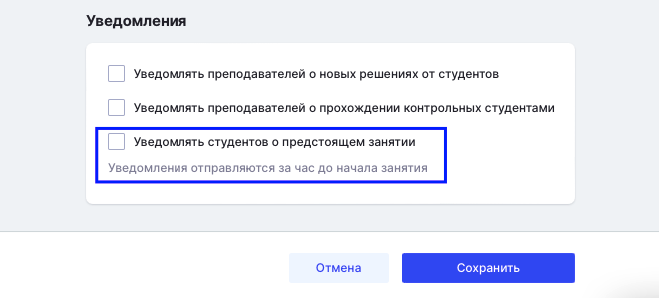 Уведомления
Уведомлять преподавателей о новых решениях от студентов
Уведомлять преподавателей о прохождении контрольных студентами
Уведомлять студентов о предстоящем занятии
Уведомления отправляются за час до начала занятия
Отмена
Сохранить